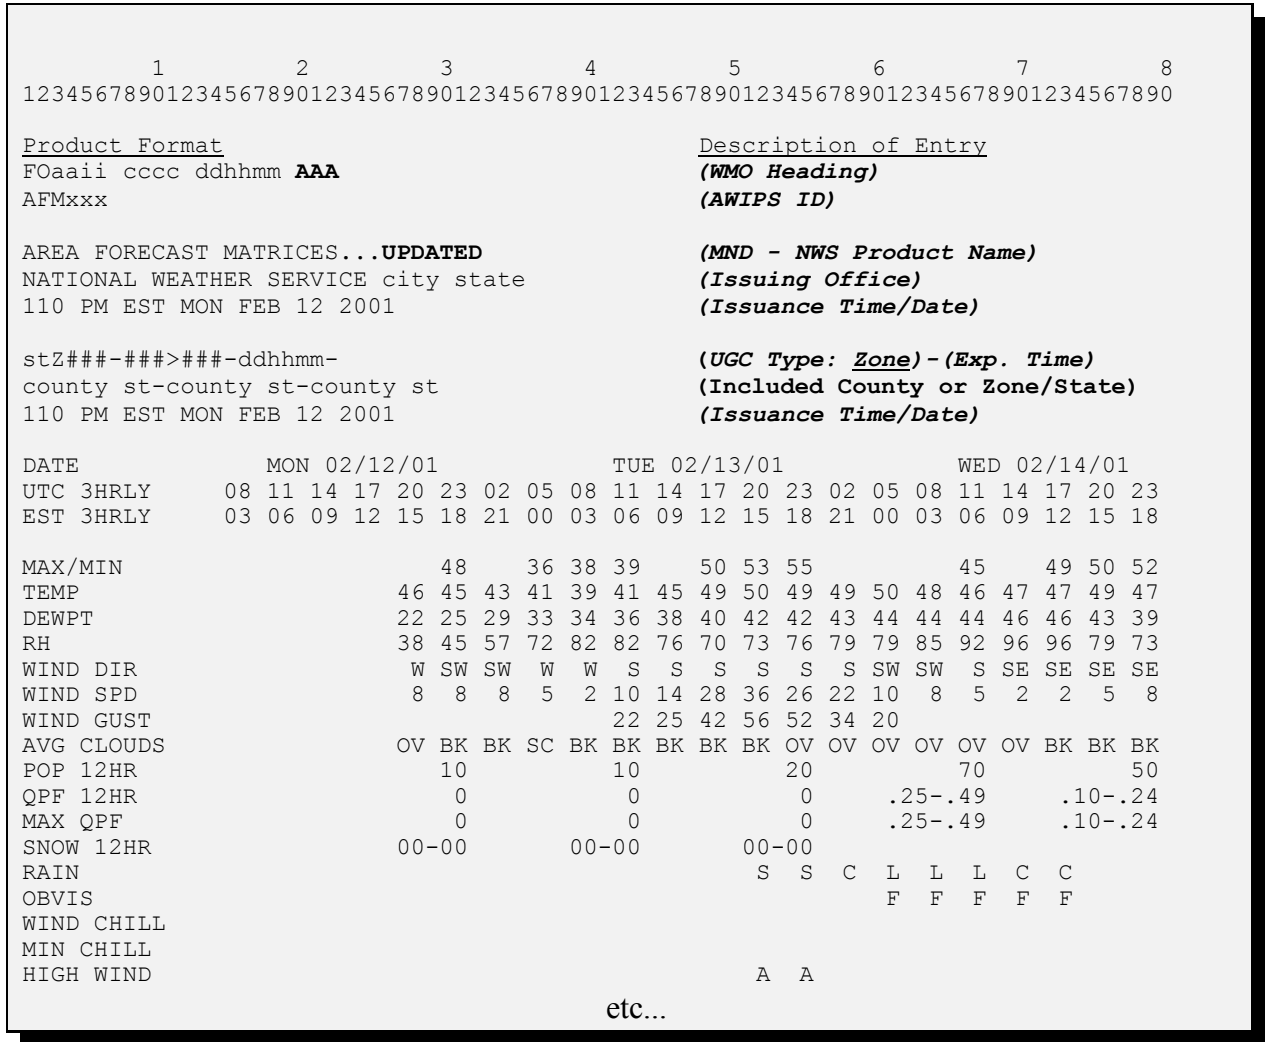 1         2         3         4         5         6         7         8
12345678901234567890123456789012345678901234567890123456789012345678901234567890
Product Format                                 Description of Entry
FOaaii cccc ddhhmm AAA                         (WMO Heading)
AFMxxx                                         (AWIPS ID)
AREA FORECAST MATRICES...UPDATED               (MND - NWS Product Name)
NATIONAL WEATHER SERVICE city state            (Issuing Office)
110 PM EST MON FEB 12 2001                     (Issuance Time/Date)
stZ###-###>###-ddhhmm-                         (UGC Type: Zone)-(Exp. Time)
county st-county st-county st                  (Included County or Zone/State)
110 PM EST MON FEB 12 2001                     (Issuance Time/Date)
DATE             MON 02/12/01            TUE 02/13/01            WED 02/14/01
UTC 3HRLY     08 11 14 17 20 23 02 05 08 11 14 17 20 23 02 05 08 11 14 17 20 23
EST 3HRLY     03 06 09 12 15 18 21 00 03 06 09 12 15 18 21 00 03 06 09 12 15 18
MAX/MIN                      48    36 38 39    50 53 55          45    49 50 52
TEMP                      46 45 43 41 39 41 45 49 50 49 49 50 48 46 47 47 49 47
DEWPT                     22 25 29 33 34 36 38 40 42 42 43 44 44 44 46 46 43 39
RH                        38 45 57 72 82 82 76 70 73 76 79 79 85 92 96 96 79 73
WIND DIR                   W SW SW  W  W  S  S  S  S  S  S SW SW  S SE SE SE SE
WIND SPD                   8  8  8  5  2 10 14 28 36 26 22 10  8  5  2  2  5  8
WIND GUST                                22 25 42 56 52 34 20
AVG CLOUDS                OV BK BK SC BK BK BK BK BK OV OV OV OV OV OV BK BK BK
POP 12HR                     10          10          20          70          50
QPF 12HR                      0           0           0     .25-.49     .10-.24
MAX QPF                       0           0           0     .25-.49     .10-.24
SNOW 12HR                 00-00       00-00       00-00
RAIN                                               S  S  C  L  L  L  C  C
OBVIS                                                       F  F  F  F  F
WIND CHILL
MIN CHILL
HIGH WIND                                          A  A
etc...